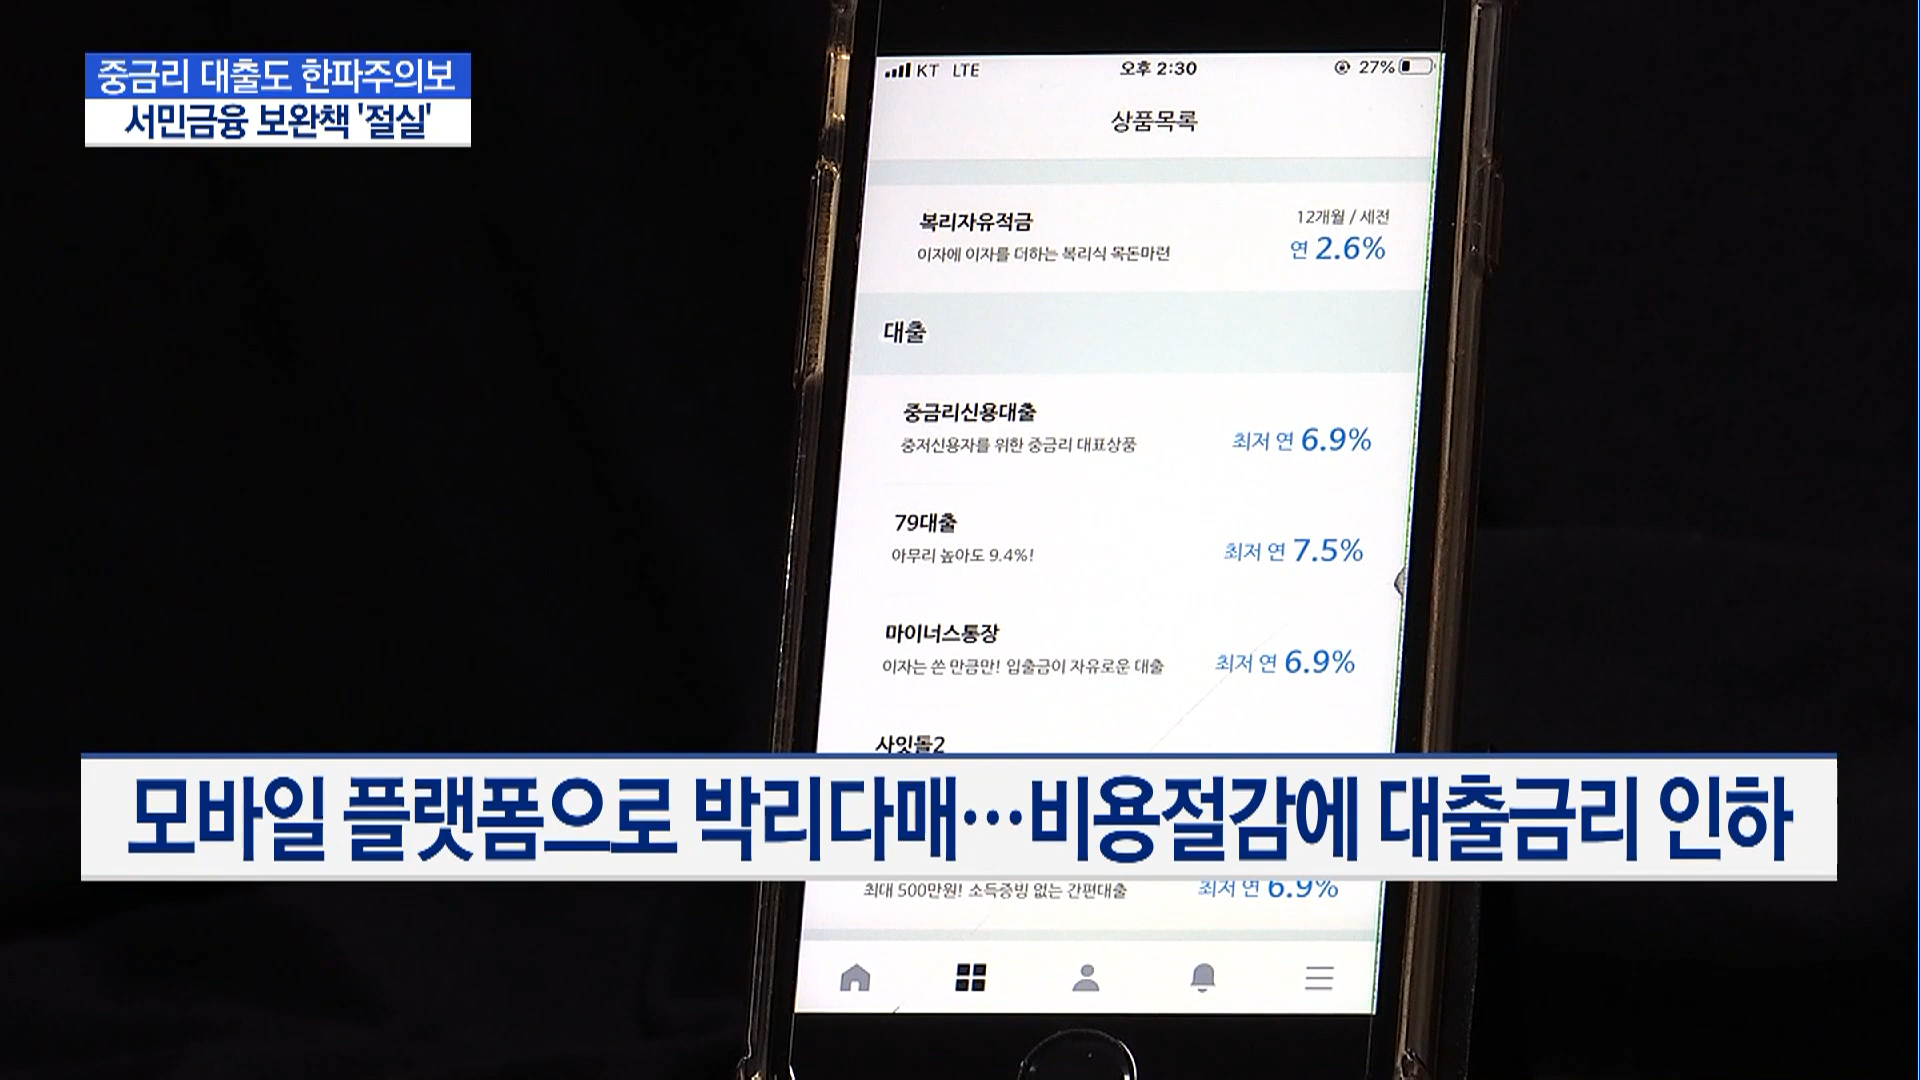 중금리 대출도 한파주의보
서민금융 보완책 '절실'
KT LTE 오후 2:30 27%
상품목록
복리자유적금
12개월 / 세전
이자에 이자를 더하는 복리식 목돈마련
연 2.6%
대출
중금리신용대출
중저신용자를 위한 중금리 대표상품
최저 연 6.9%
79대출
아무리 높아도 9.4%!
최저 연 7.5%
마이너스통장
이자는 쓴 만큼만! 입출금이 자유로운 대출
최저 연 6.9%
사잇돌2
모바일 플랫폼으로 박리다매…비용절감에 대출금리 인하
최대 500만원! 소득증빙 없는 간편대출
최저 연 6.9%